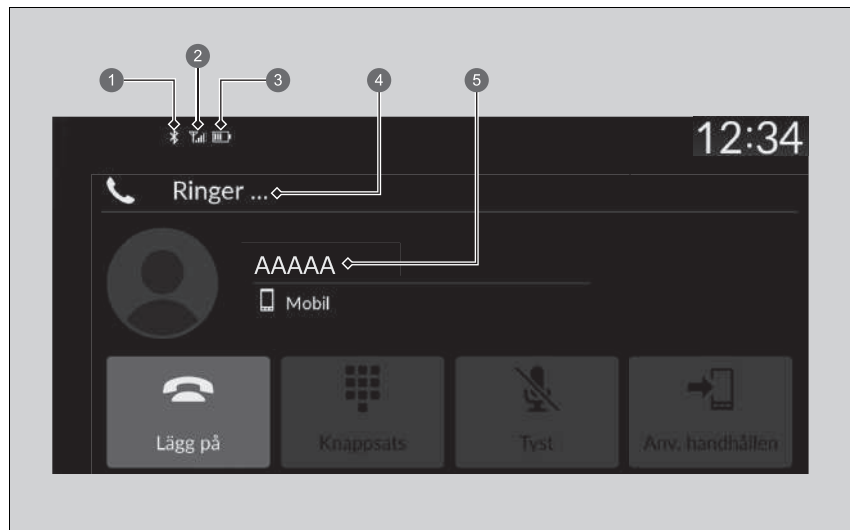 2
1 3 4 5
12:34
Ringer ...
AAAAA
Mobil
Lägg på Knappsats Tyst Anv. handhållen